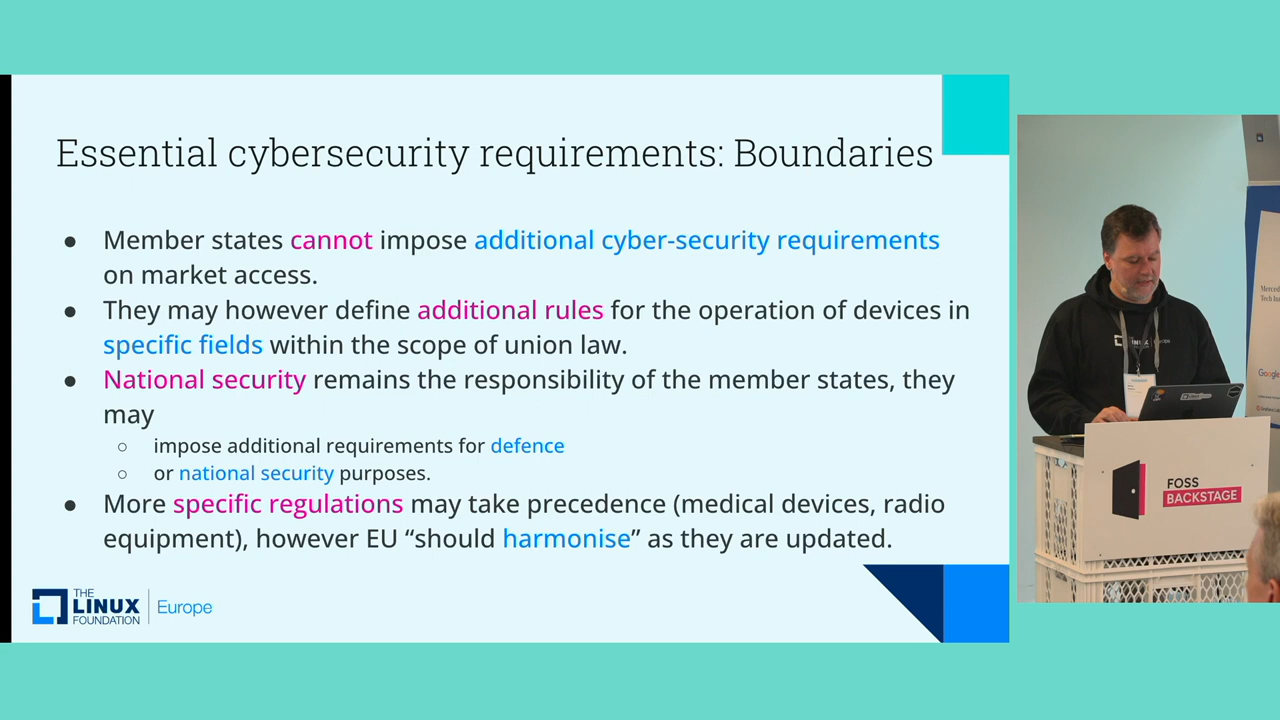 Essential cybersecurity requirements: Boundaries
● Member states cannot impose additional cyber-security requirements
on market access.
● They may however define additional rules for the operation of devices in
specific fields within the scope of union law.
● National security remains the responsibility of the member states, they
may
○ impose additional requirements for defence
○ or national security purposes.
● More specific regulations may take precedence (medical devices, radio
equipment), however EU “should harmonise” as they are updated.
THE
LINUX
FOUNDATION
Europe
LINUX
Europe
Google
FOSS
BACKSTAGE